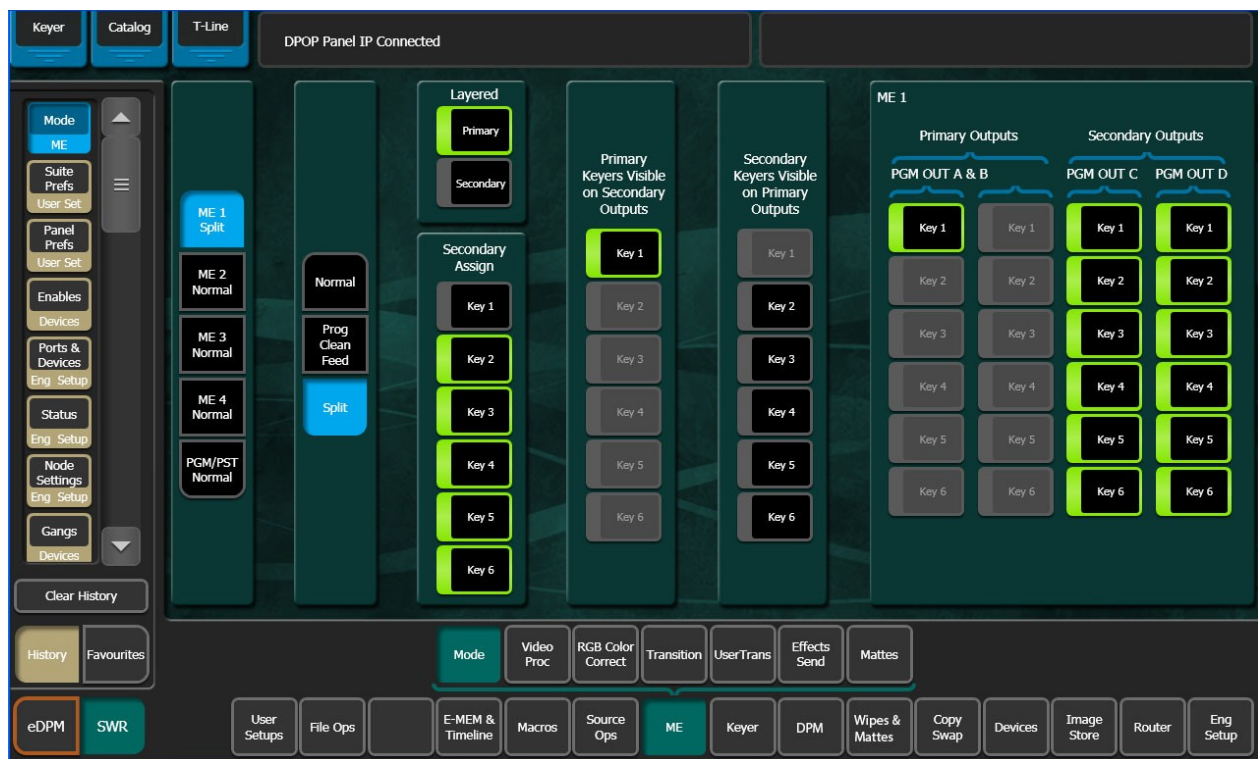 Keyer
Catalog
T-Line
DPOP Panel IP Connected
Mode
ME
Suite
Prefs
User Set
Panel
Prefs
User Set
Enables
Devices
Ports &
Devices
Eng Setup
Status
Eng Setup
Node
Settings
Eng Setup
Gangs
Devices
Clear History
History
Favourites
eDPM
SWR
ME 1
Split
ME 2
Normal
ME 3
Normal
ME 4
Normal
PGM/PST
Normal
Normal
Prog
Clean
Feed
Split
Layered
Primary
Secondary
Secondary
Assign
Key 1
Key 2
Key 3
Key 4
Key 5
Key 6
Primary
Keyers Visible
on Secondary
Outputs
Key 1
Key 2
Key 3
Key 4
Key 5
Key 6
Secondary
Keyers Visible
on Primary
Outputs
Key 1
Key 2
Key 3
Key 4
Key 5
Key 6
ME 1
Primary Outputs
Secondary Outputs
PGM OUT A & B
PGM OUT C
PGM OUT D
Key 1 Key 1 Key 1 Key 1
Key 2 Key 2 Key 2 Key 2
Key 3 Key 3 Key 3 Key 3
Key 4 Key 4 Key 4 Key 4
Key 5 Key 5 Key 5 Key 5
Key 6 Key 6 Key 6 Key 6
Mode
Video
Proc
RGB Color
Correct
Transition
UserTrans
Effects
Send
Mattes
User
Setups
File Ops
E-MEM &
Timeline
Macros
Source
Ops
ME
Keyer
DPM
Wipes &
Mattes
Copy
Swap
Devices
Image
Store
Router
Eng
Setup